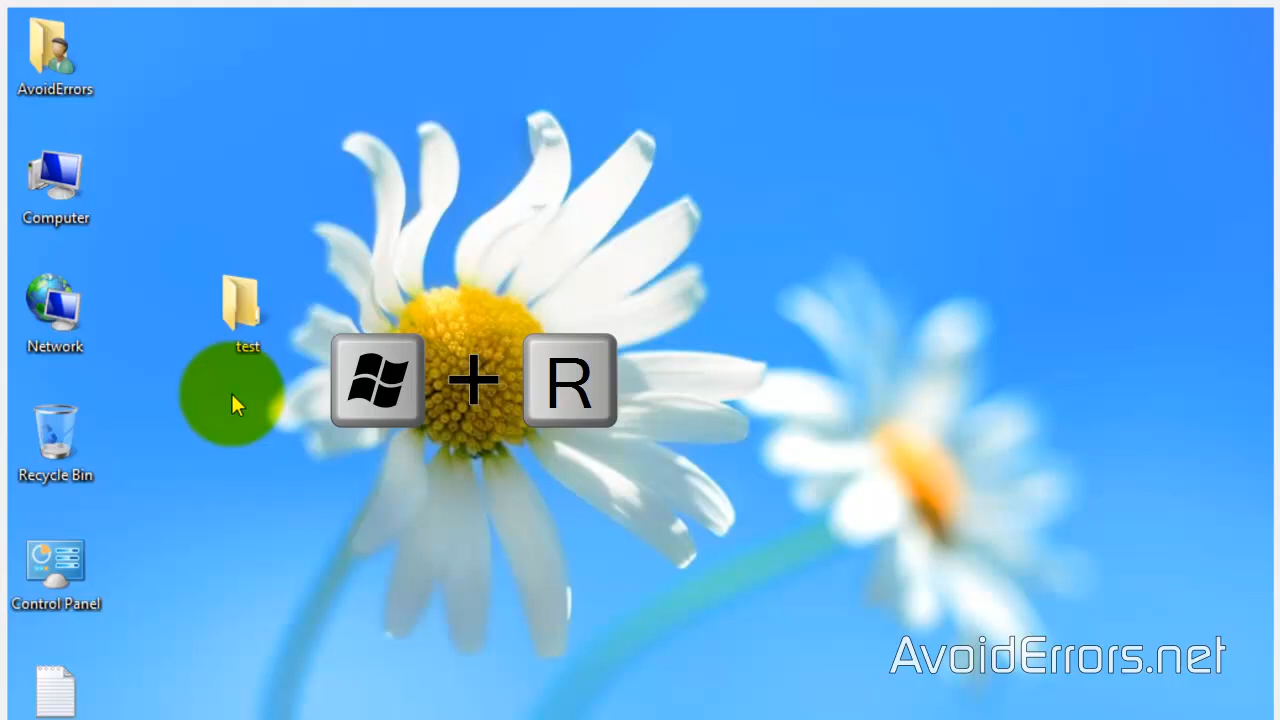 AvoidErrors
Computer
Network
test
+ R
Recycle Bin
Control Panel
AvoidErrors.net